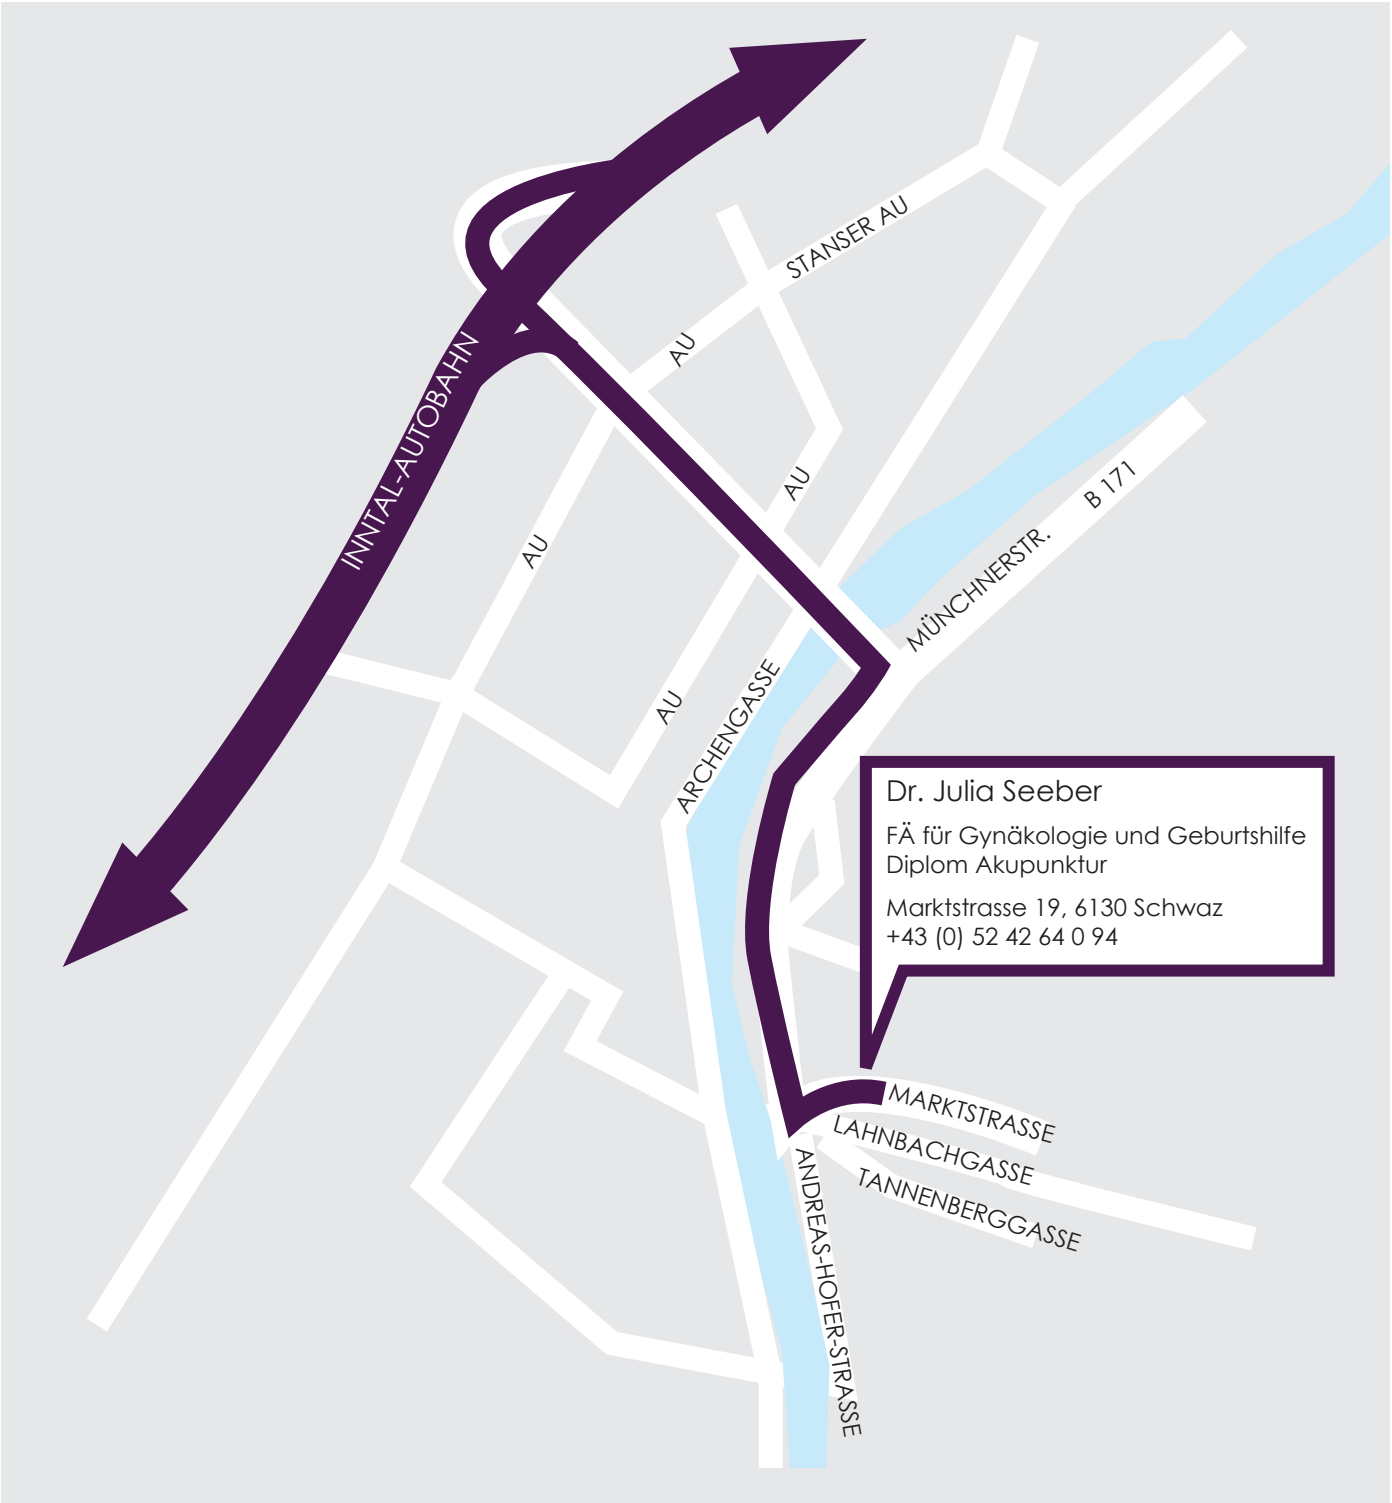 STANSER AU
AU
INNTAL-AUTOBAHN
AU
AU
B 171
MÜNCHNERSTR.
AU
ARCHENGASSE
Dr. Julia Seeber
FÄ für Gynäkologie und Geburtshilfe
Diplom Akupunktur
Marktstrasse 19, 6130 Schwaz
+43 (0) 52 42 64 0 94
MARKTSTRASSE
LAHNBACHGASSE
TANNENBERGGASSE
ANDREAS-HOFER-STRASSE